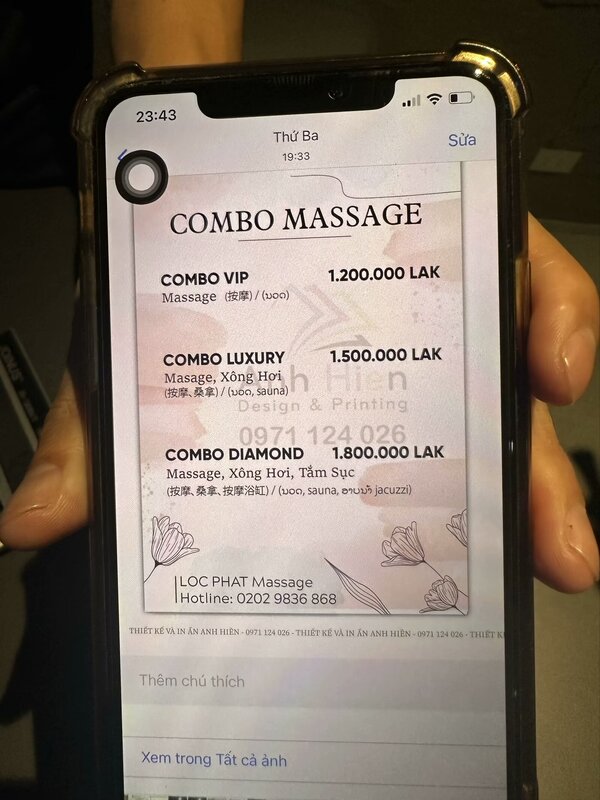 23:43
Thứ Ba
19:33
Sửa
COMBO MASSAGE
COMBO VIP 1.200.000 LAK
Massage (按摩) / (ນວດ)
COMBO LUXURY 1.500.000 LAK
Masage, Xông Hơi
(按摩、桑拿) / (ນວດ, sauna)
Anh Hien
Design & Printing
0971 124 026
COMBO DIAMOND 1.800.000 LAK
Massage, Xông Hơi, Tắm Sục
(按摩、桑拿、按摩浴缸) / (ນວດ, sauna, ອາບນ້ຳ jacuzzi)
LOC PHAT Massage
Hotline: 0202 9836 868
THIẾT KẾ VÀ IN ẤN ANH HIỀN - 0971 124 026 - THIẾT KẾ VÀ IN ẤN ANH HIỀN - 0971 124 026 - THIẾT K
Thêm chú thích
Xem trong Tất cả ảnh